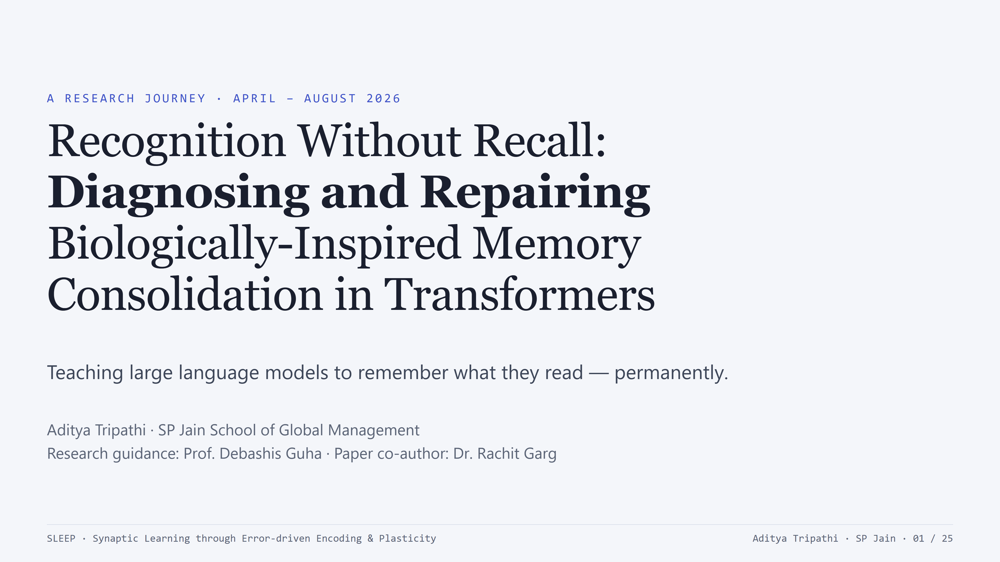 A RESEARCH JOURNEY · APRIL – AUGUST 2026
Recognition Without Recall:
Diagnosing and Repairing
Biologically-Inspired Memory
Consolidation in Transformers
Teaching large language models to remember what they read — permanently.
Aditya Tripathi · SP Jain School of Global Management
Research guidance: Prof. Debashis Guha · Paper co-author: Dr. Rachit Garg
SLEEP · Synaptic Learning through Error-driven Encoding & Plasticity
Aditya Tripathi · SP Jain · 01 / 25